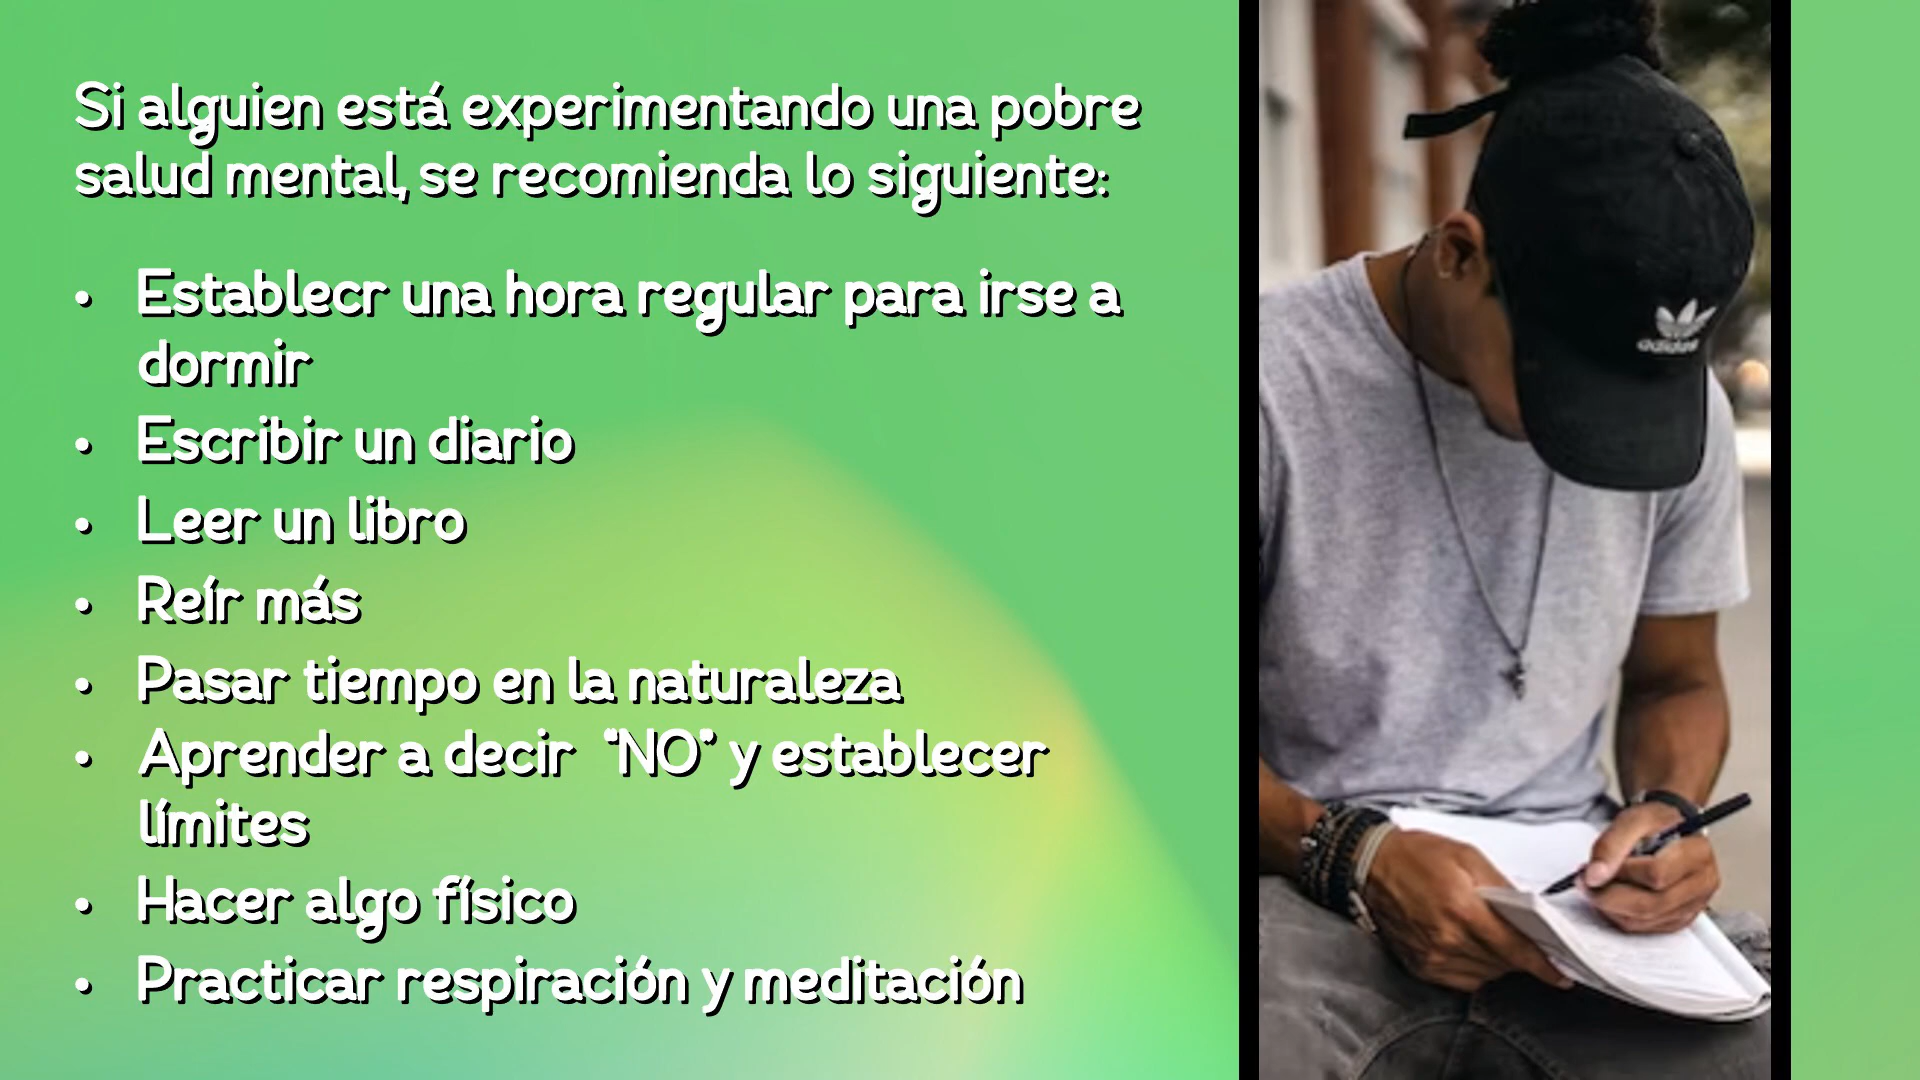 Si alguien está experimentando una pobre
salud mental, se recomienda lo siguiente:
• Establecr una hora regular para irse a
dormir
• Escribir un diario
• Leer un libro
• Reír más
• Pasar tiempo en la naturaleza
• Aprender a decir "NO" y establecer
límites
• Hacer algo físico
• Practicar respiración y meditación
adidas